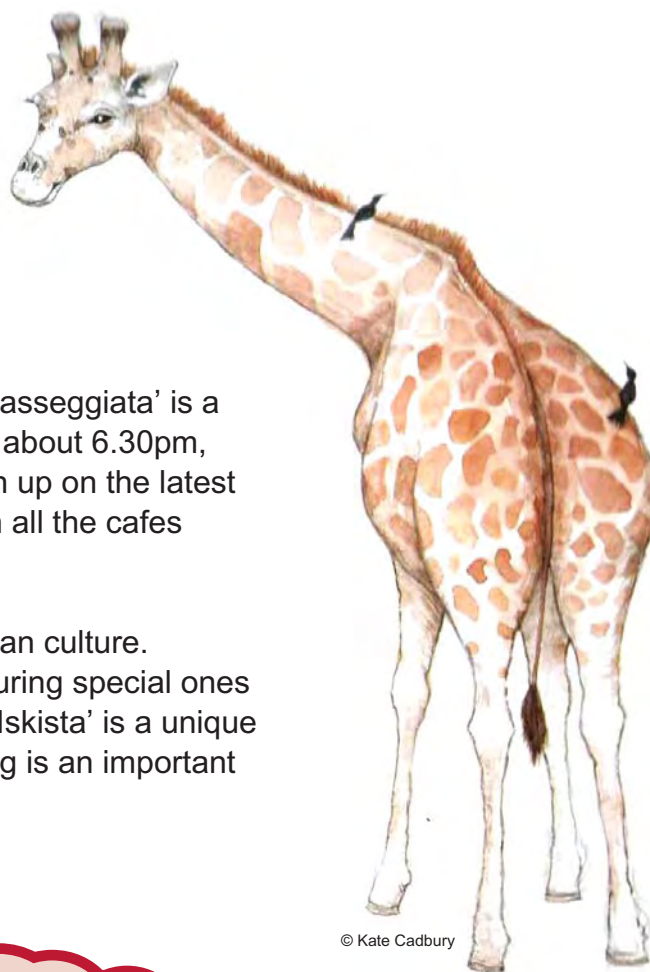 asseggiata’ is a
about 6.30pm,
up on the latest
all the cafes
an culture.
uring special ones
Iskista’ is a unique
g is an important
© Kate Cadbury